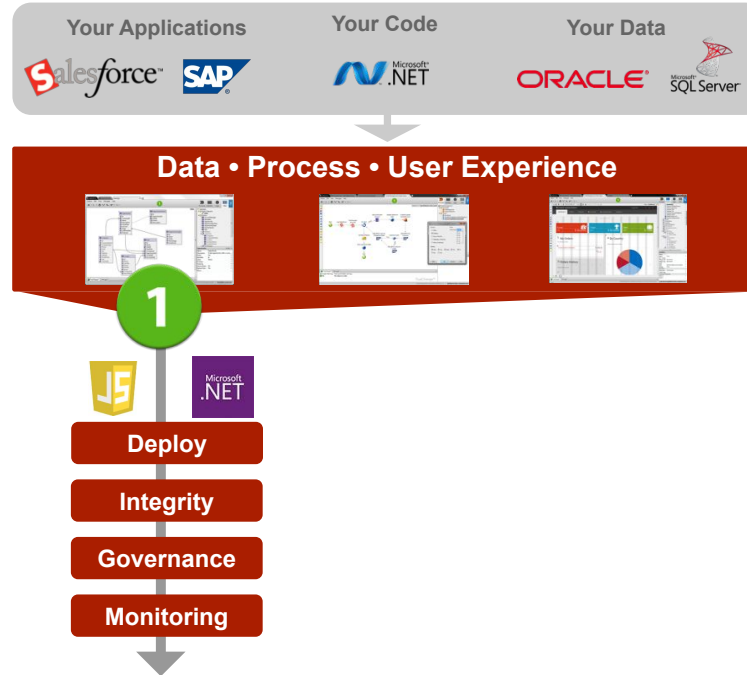 Your Applications
Your Code
Your Data
salesforce™
SAP®
Microsoft®
.NET
ORACLE®
Microsoft®
SQL Server
Data • Process • User Experience
1
JS
Microsoft
.NET
Deploy
Integrity
Governance
Monitoring